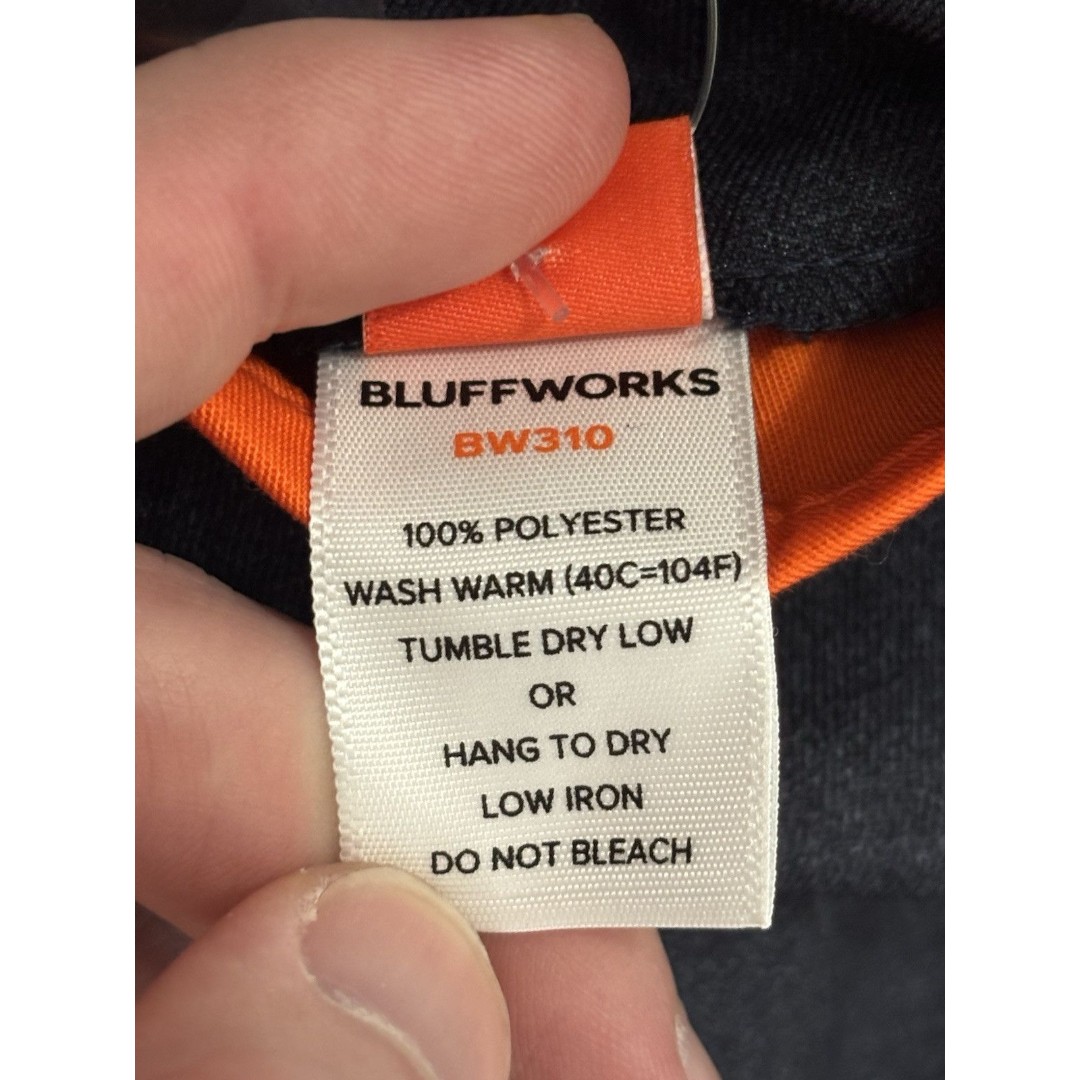 BLUFFWORKS
BW310
100% POLYESTER
WASH WARM (40C=104F)
TUMBLE DRY LOW
OR
HANG TO DRY
LOW IRON
DO NOT BLEACH